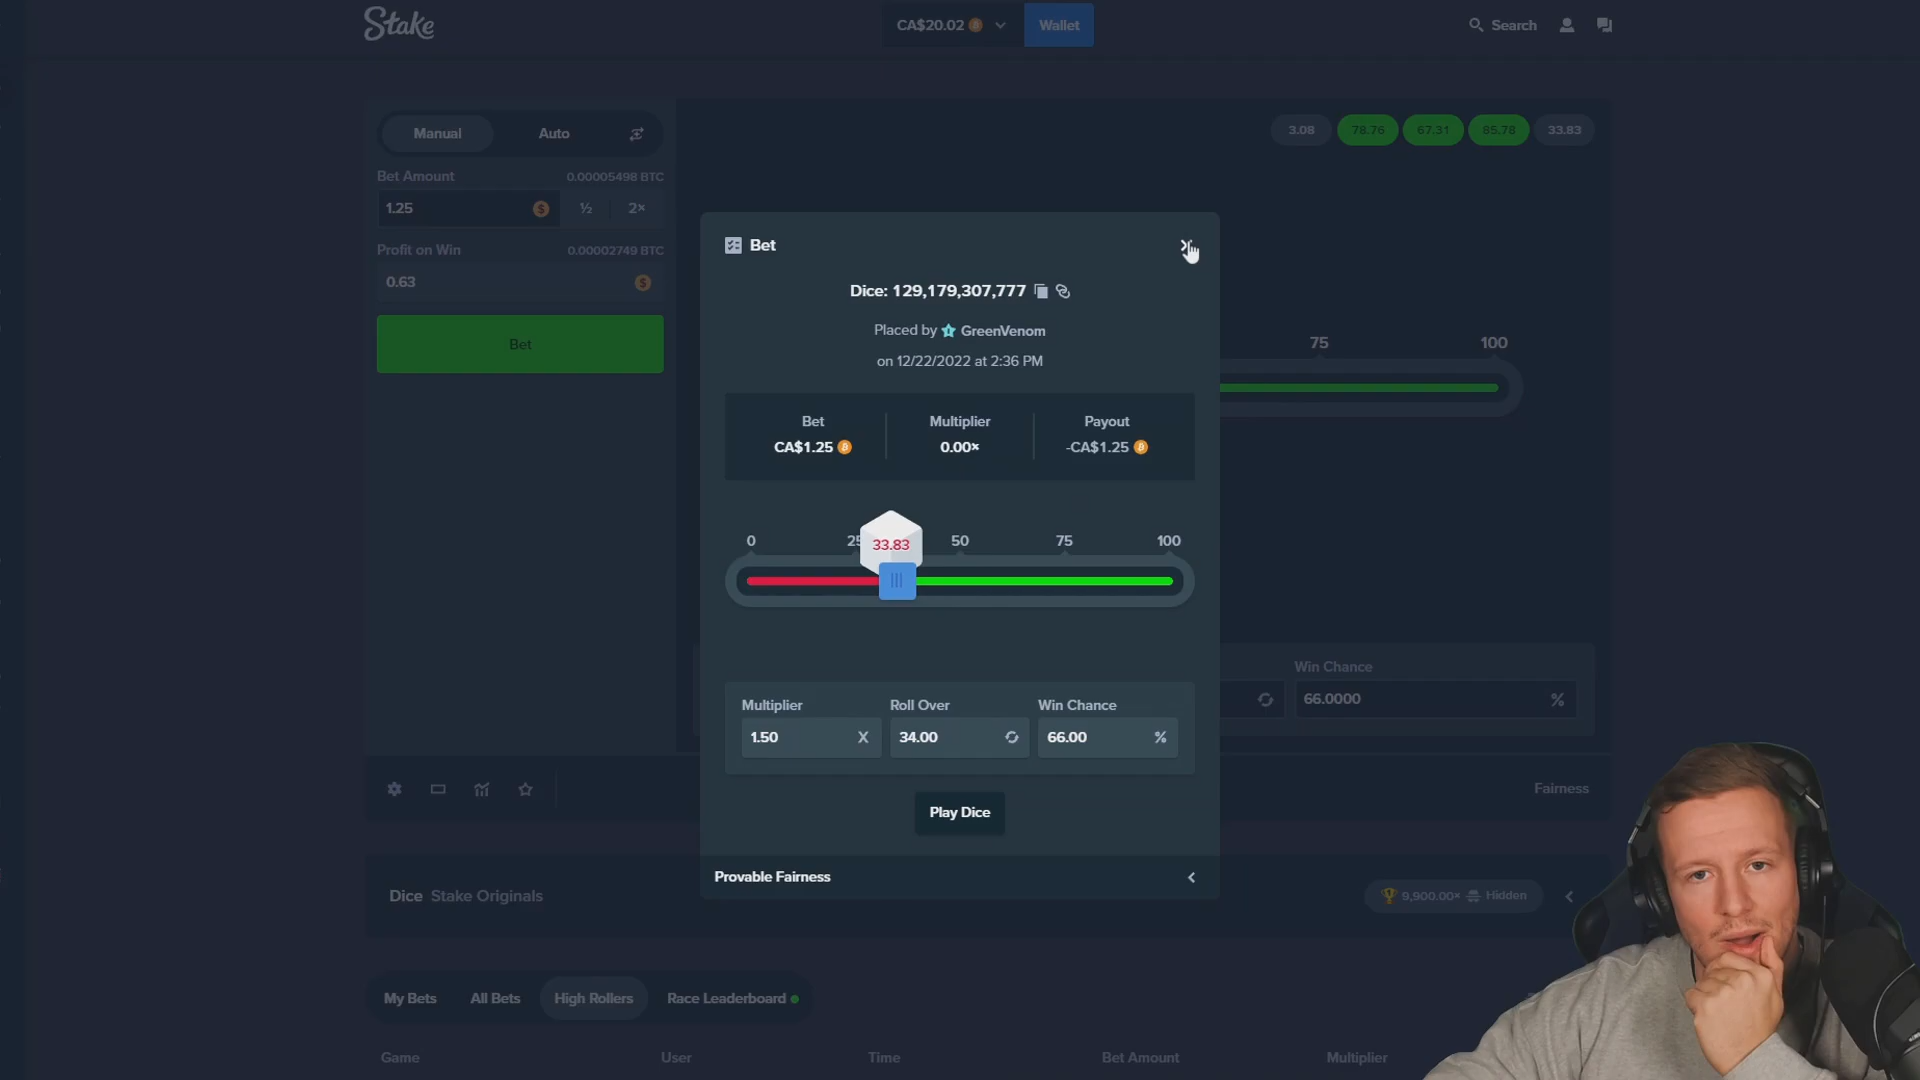 Stake
CA$20.02
Wallet
Search
Manual
Auto
3.08
78.76
67.31
85.78
33.83
Bet Amount
0.00005498 BTC
1.25
½
2×
Profit on Win
0.00002749 BTC
0.63
Bet
Bet
Dice: 129,179,307,777
Placed by GreenVenom
on 12/22/2022 at 2:36 PM
Bet
Multiplier
Payout
CA$1.25
0.00×
-CA$1.25
75
100
0
25
33.83
50
75
100
Multiplier
Roll Over
Win Chance
1.50
34.00
66.00
%
Win Chance
66.0000
%
Play Dice
Provable Fairness
Fairness
Dice Stake Originals
9,900.00×
Hidden
My Bets
All Bets
High Rollers
Race Leaderboard
Game
User
Time
Bet Amount
Multiplier